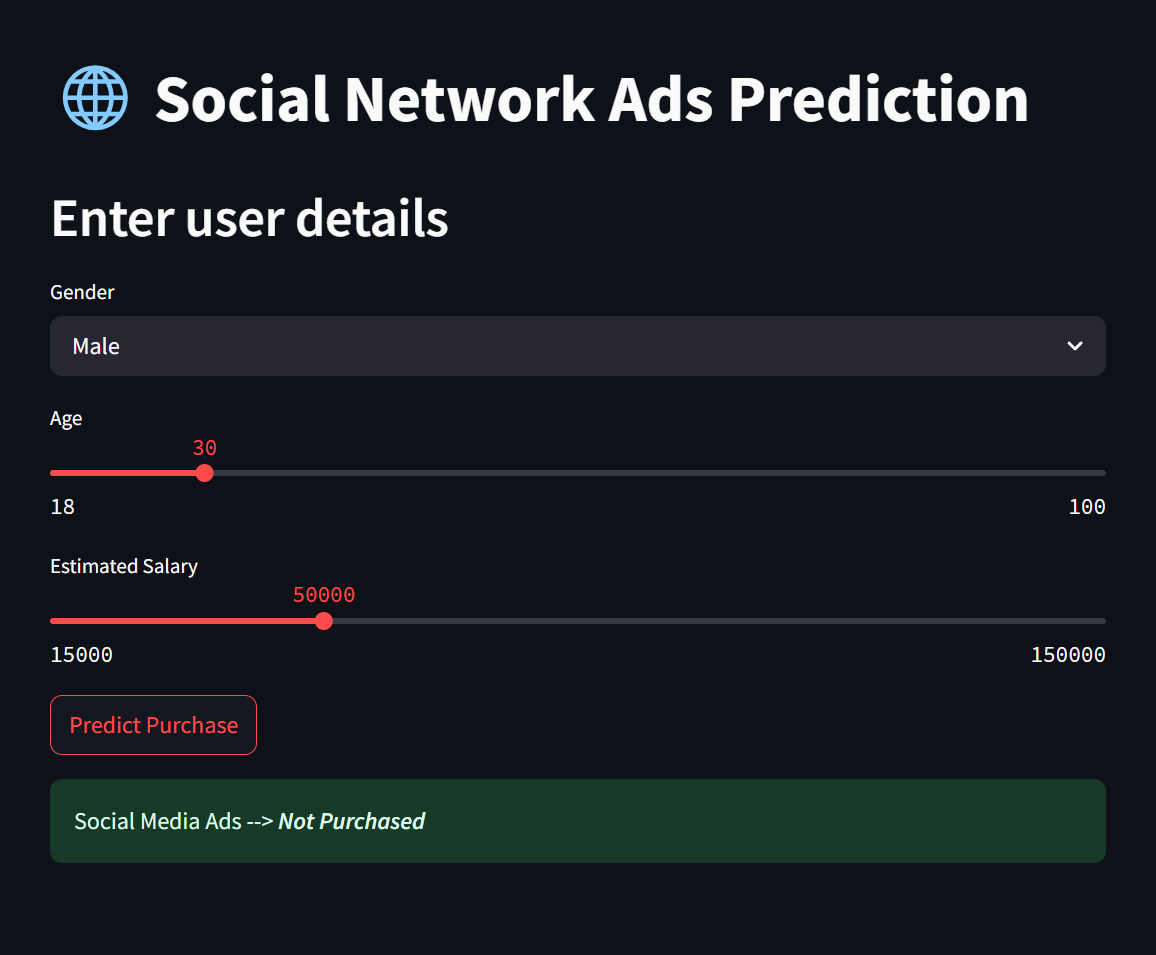 Social Network Ads Prediction
Enter user details
Gender
Male
Age
30
18 100
Estimated Salary
50000
15000 150000
Predict Purchase
Social Media Ads --> Not Purchased